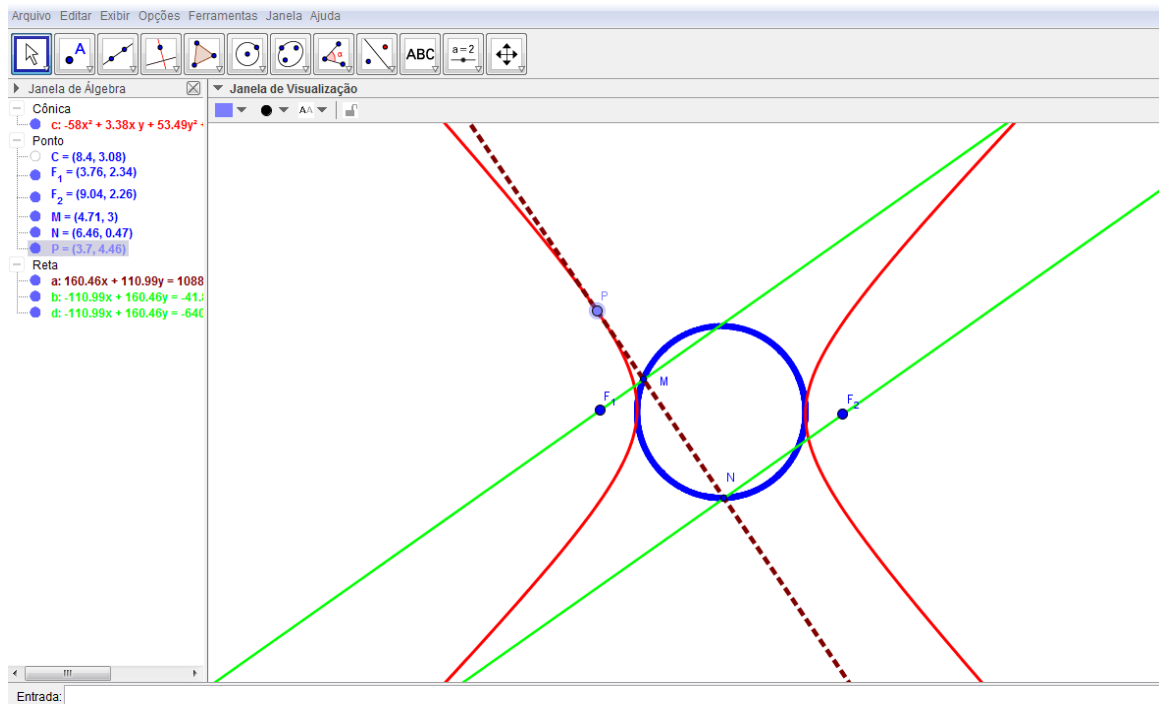 Arquivo Editar Exibir Opções Ferramentas Janela Ajuda
A
α
ABC
a=2
Janela de Álgebra
Janela de Visualização
AA
Cônica
c: -58x² + 3.38x y + 53.49y²
Ponto
C = (8.4, 3.08)
F₁ = (3.76, 2.34)
F₂ = (9.04, 2.26)
M = (4.71, 3)
N = (6.46, 0.47)
P = (3.7, 4.46)
Reta
a: 160.46x + 110.99y = 1088
b: -110.99x + 160.46y = -41.
d: -110.99x + 160.46y = -640
P
M
F₁
F₂
N
Entrada: